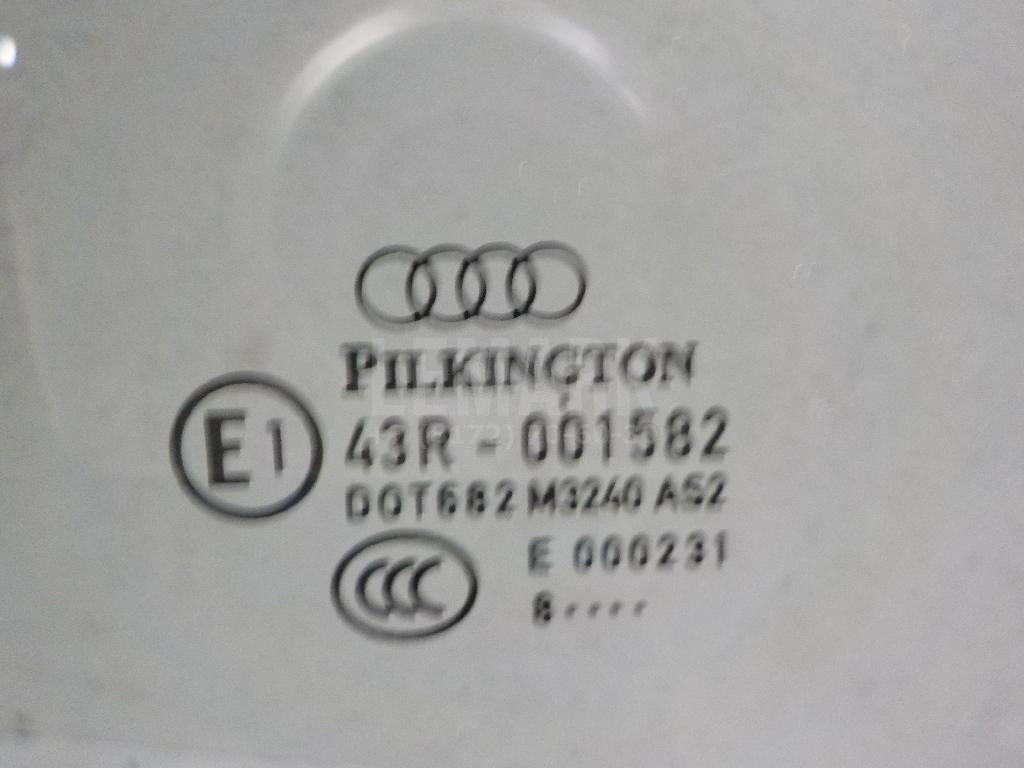 PILKINGTON
E1
43R - 001582
DOT682 M3240 AS2
CCC
E 000231
8····